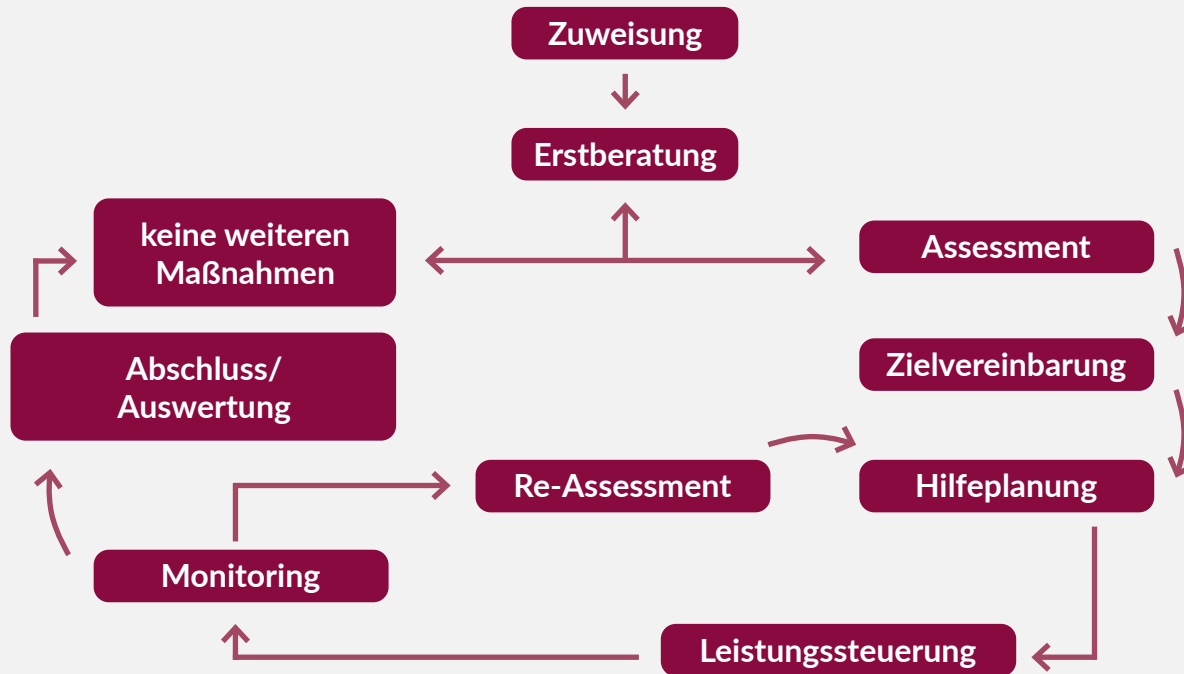 Zuweisung
Erstberatung
keine weiteren
Maßnahmen
Assessment
Abschluss/
Auswertung
Zielvereinbarung
Re-Assessment
Hilfeplanung
Monitoring
Leistungssteuerung